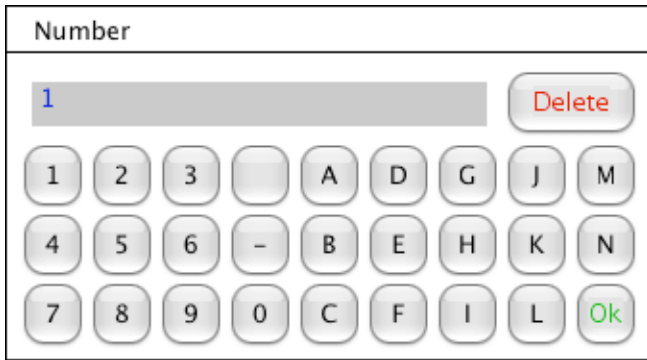 Number
1 Delete
1 2 3 A D G J M
4 5 6 – B E H K N
7 8 9 0 C F I L Ok